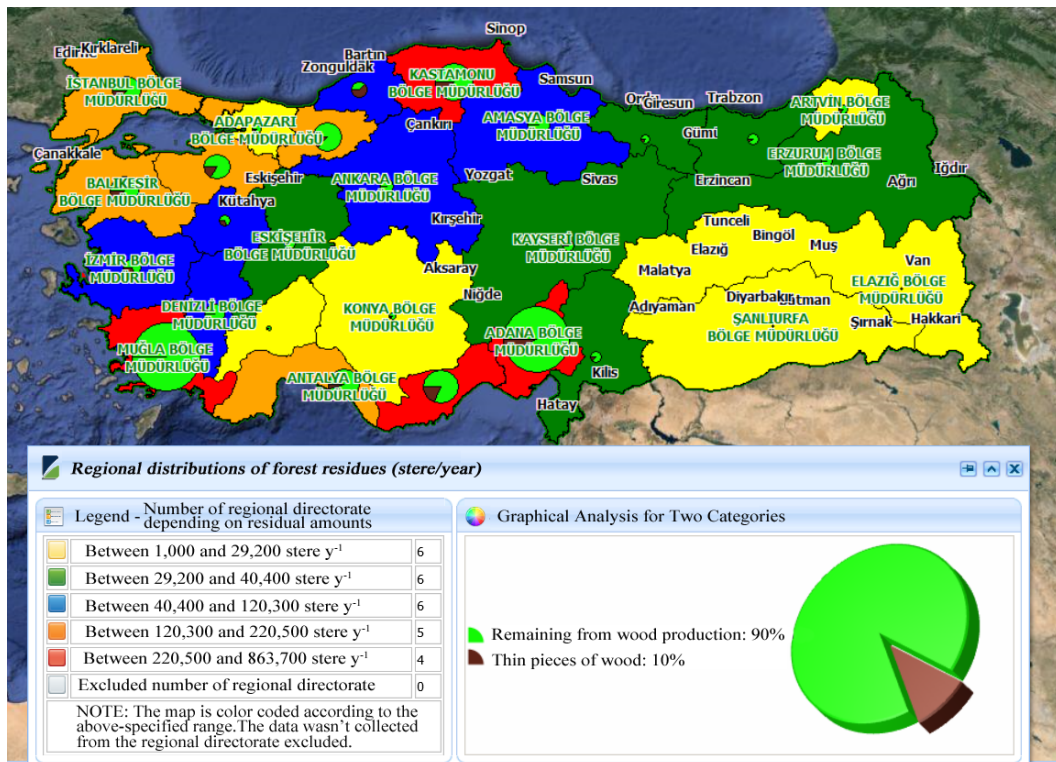 Sinop
Edirne
Kırklareli
Bartın
Zonguldak
İSTANBUL BÖLGE
MÜDÜRLÜĞÜ
KASTAMONU
BÖLGE MÜDÜRLÜĞÜ
Samsun
Ordu
Giresun
Trabzon
ARTVİN BÖLGE
MÜDÜRLÜĞÜ
ADAPAZARI
BÖLGE MÜDÜRLÜĞÜ
Çankırı
AMASYA BÖLGE
MÜDÜRLÜĞÜ
Gümü
Çanakkale
ERZURUM BÖLGE
MÜDÜRLÜĞÜ
Iğdır
BALIKESİR
BÖLGE MÜDÜRLÜĞÜ
Eskişehir
ANKARA BÖLGE
MÜDÜRLÜĞÜ
Yozgat
Sivas
Erzincan
Ağrı
Kütahya
Kırşehir
Tunceli
Bingöl
Muş
Elazığ
Van
ESKİŞEHİR
BÖLGE MÜDÜRLÜĞÜ
KAYSERİ BÖLGE
MÜDÜRLÜĞÜ
İZMİR BÖLGE
MÜDÜRLÜĞÜ
Aksaray
Malatya
ELAZIĞ BÖLGE
MÜDÜRLÜĞÜ
Niğde
DENİZLİ BÖLGE
MÜDÜRLÜĞÜ
KONYA BÖLGE
MÜDÜRLÜĞÜ
Adıyaman
Diyarbakır
Batman
ŞANLIURFA
BÖLGE MÜDÜRLÜĞÜ
Şırnak
Hakkari
ADANA BÖLGE
MÜDÜRLÜĞÜ
MUĞLA BÖLGE
MÜDÜRLÜĞÜ
ANTALYA BÖLGE
MÜDÜRLÜĞÜ
Kilis
Hatay
Regional distributions of forest residues (stere/year)
Legend - Number of regional directorate
depending on residual amounts
Between 1,000 and 29,200 stere y⁻¹ 6
Between 29,200 and 40,400 stere y⁻¹ 6
Between 40,400 and 120,300 stere y⁻¹ 6
Between 120,300 and 220,500 stere y⁻¹ 5
Between 220,500 and 863,700 stere y⁻¹ 4
Excluded number of regional directorate 0
NOTE: The map is color coded according to the
above-specified range.The data wasn't collected
from the regional directorate excluded.
Graphical Analysis for Two Categories
Remaining from wood production: 90%
Thin pieces of wood: 10%